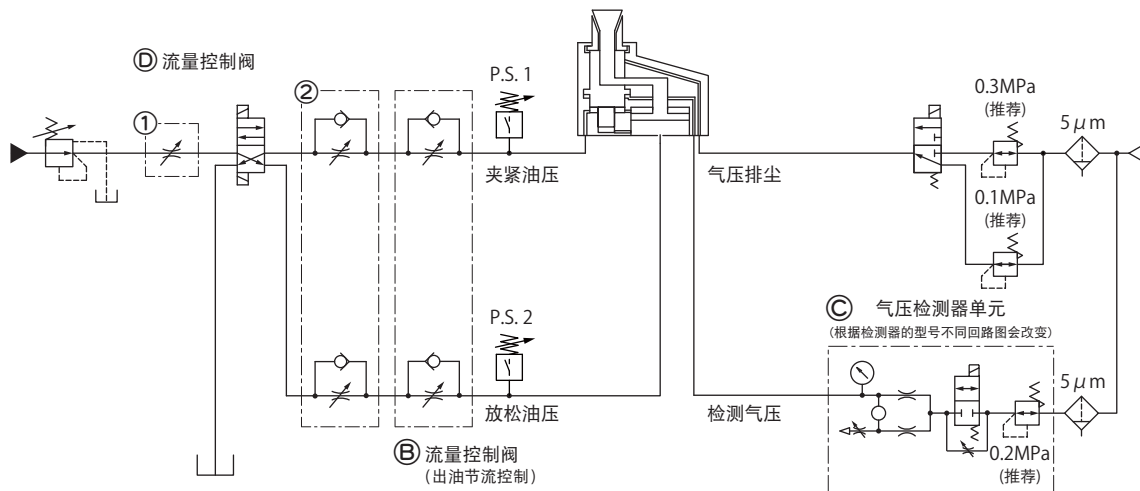 Ⓓ 流量控制阀
①
②
P.S. 1
夹紧油压
气压排尘
0.3MPa
(推荐)
5μm
0.1MPa
(推荐)
P.S. 2
放松油压
Ⓑ 流量控制阀
(出油节流控制)
Ⓒ 气压检测器单元
(根据检测器的型号不同回路图会改变)
检测气压
5μm
0.2MPa
(推荐)